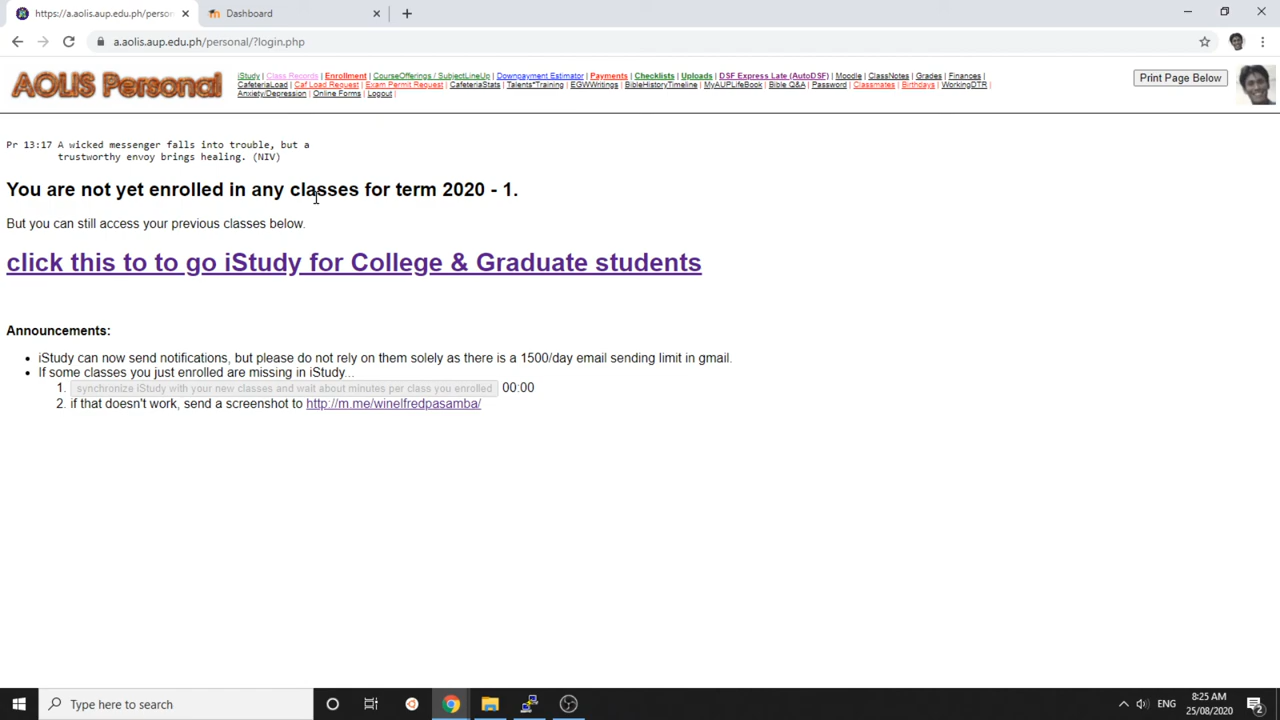 https://a.aolis.aup.edu.ph/person
Dashboard
a.aolis.aup.edu.ph/personal/?login.php
AOLIS Personal
iStudy | Class Records | Enrollment | CourseOfferings / SubjectLineUp | Downpayment Estimator | Payments | Checklists | Uploads | DSF Express Late (AutoDSF) | Moodle | ClassNotes | Grades | Finances |
CafeteriaLoad | Caf Load Request | Exam Permit Request | CafeteriaStats | Talents*Training | EGWWritings | BibleHistoryTimeline | MyAUPLifeBook | Bible Q&A | Password | Classmates | Birthdays | WorkingDTR |
Anxiety/Depression | Online Forms | Logout |
Print Page Below
Pr 13:17 A wicked messenger falls into trouble, but a
trustworthy envoy brings healing. (NIV)
You are not yet enrolled in any classes for term 2020 - 1.
But you can still access your previous classes below.
click this to to go iStudy for College & Graduate students
Announcements:
• iStudy can now send notifications, but please do not rely on them solely as there is a 1500/day email sending limit in gmail.
• If some classes you just enrolled are missing in iStudy...
1. synchronize iStudy with your new classes and wait about minutes per class you enrolled 00:00
2. if that doesn't work, send a screenshot to http://m.me/winelfredpasamba/
Type here to search
ENG
8:25 AM
25/08/2020
2